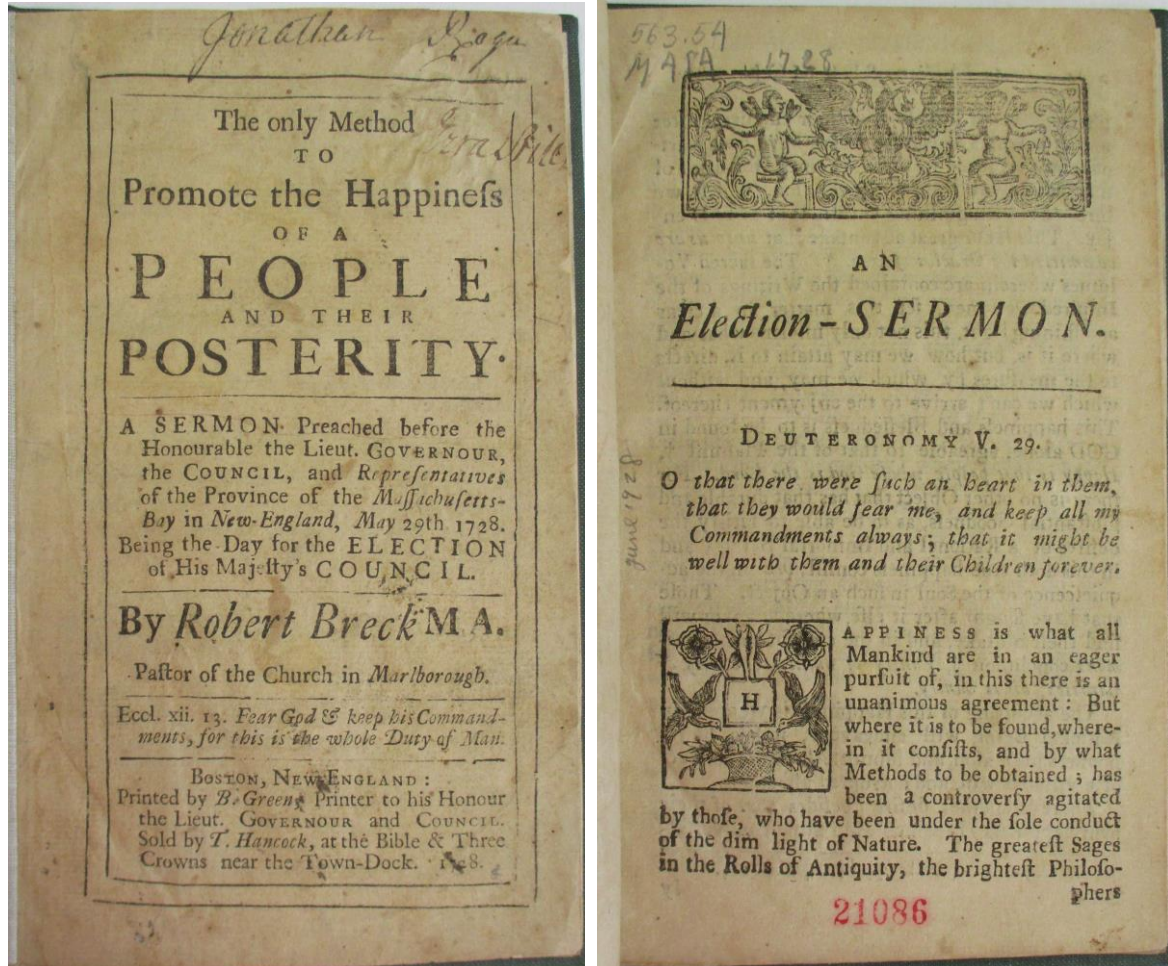 Jonathan
The only Method
TO
Promote the Happineſs
OF A
PEOPLE
AND THEIR
POSTERITY.
A SERMON Preached before the
Honourable the Lieut. GOVERNOUR,
the COUNCIL, and Repreſentatives
of the Province of the Maſſachuſetts-
Bay in New-England, May 29th 1728.
Being the Day for the ELECTION
of His Majeſty's COUNCIL.
By Robert Breck M A.
Paſtor of the Church in Marlborough.
Eccl. xii. 13. Fear God & keep his Command-
ments, for this is the whole Duty of Man.
BOSTON, NEW-ENGLAND :
Printed by B. Green, Printer to his Honour
the Lieut. GOVERNOUR and COUNCIL.
Sold by T. Hancock, at the Bible & Three
Crowns near the Town-Dock. 1728.
563.54
1728
AN
Election-SERMON.
DEUTERONOMY V. 29.
O that there were ſuch an heart in them,
that they would fear me, and keep all my
Commandments always; that it might be
well with them and their Children forever.
June 1928
HAPPINESS is what all
Mankind are in an eager
purſuit of, in this there is an
unanimous agreement : But
where it is to be found, where-
in it conſiſts, and by what
Methods to be obtained ; has
been a controverſy agitated
by thoſe, who have been under the ſole conduct
of the dim light of Nature. The greateſt Sages
in the Rolls of Antiquity, the brighteſt Philoſo-
phers
21086